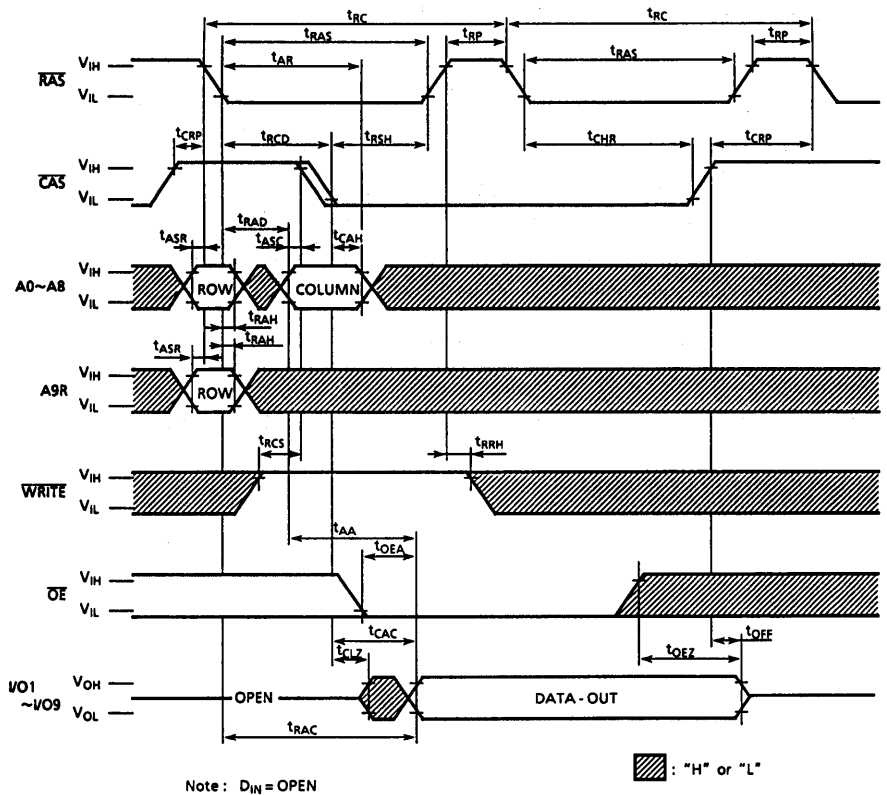 tRC tRC
tRAS tRP tRAS tRP
tAR
RAS VIH
VIL
tCRP tRCD tRSH tCHR tCRP
CAS VIH
VIL
tRAD
tASR tASC tCAH
A0~A8 VIH
ROW COLUMN
VIL
tRAH
tRAH
tASR
A9R VIH
ROW
VIL
tRCS tRRH
WRITE VIH
VIL
tAA
tOEA
OE VIH
VIL
tCAC tOFF
tCLZ tOEZ
I/O1 ~I/O9 VOH
OPEN DATA-OUT
VOL
tRAC
: "H" or "L"
Note : DIN = OPEN